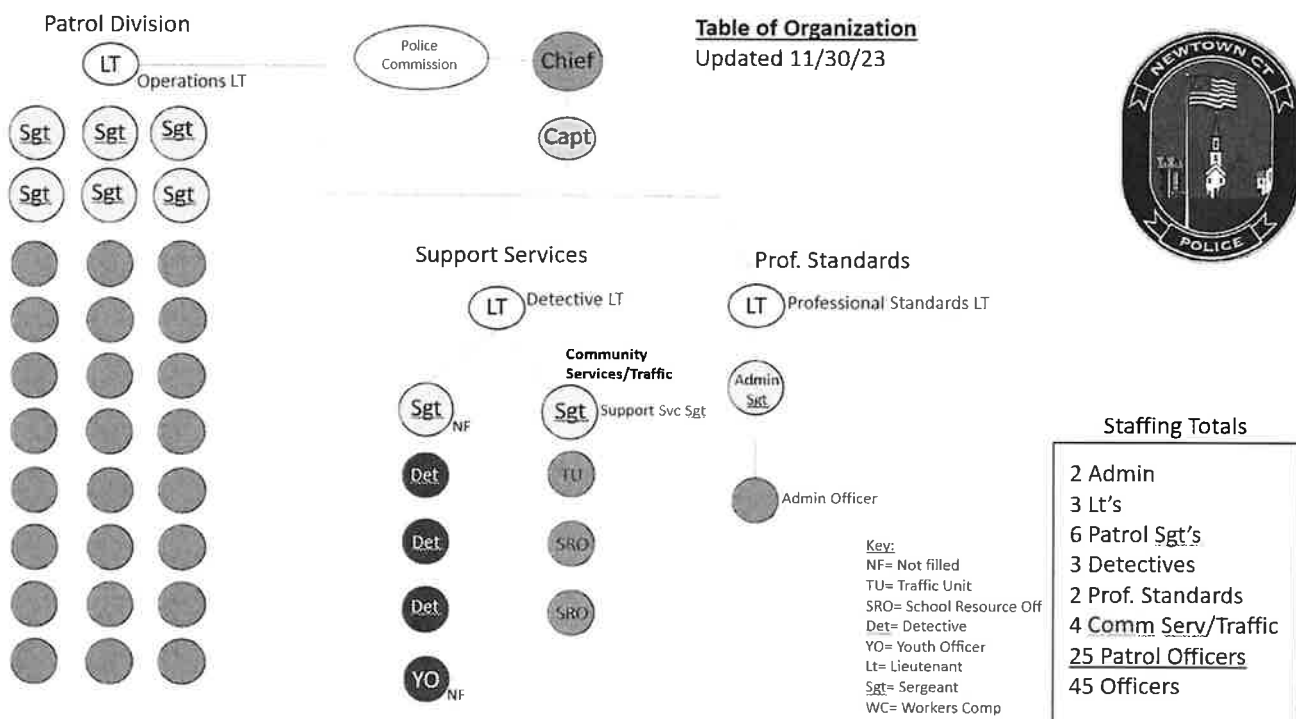 Patrol Division
LT
Operations LT
Sgt Sgt Sgt
Sgt Sgt Sgt
Police
Commission
Chief
Capt
Table of Organization
Updated 11/30/23
NEWTOWN CT
POLICE
Support Services
LT
Detective LT
Sgt
NF
Det
Det
Det
YO
NF
Community
Services/Traffic
Sgt
Support Svc Sgt
TU
SRO
SRO
Prof. Standards
LT
Professional Standards LT
Admin
Sgt
Admin Officer
Key:
NF= Not filled
TU= Traffic Unit
SRO= School Resource Off
Det= Detective
YO= Youth Officer
Lt= Lieutenant
Sgt= Sergeant
WC= Workers Comp
Staffing Totals
2 Admin
3 Lt's
6 Patrol Sgt's
3 Detectives
2 Prof. Standards
4 Comm Serv/Traffic
25 Patrol Officers
45 Officers